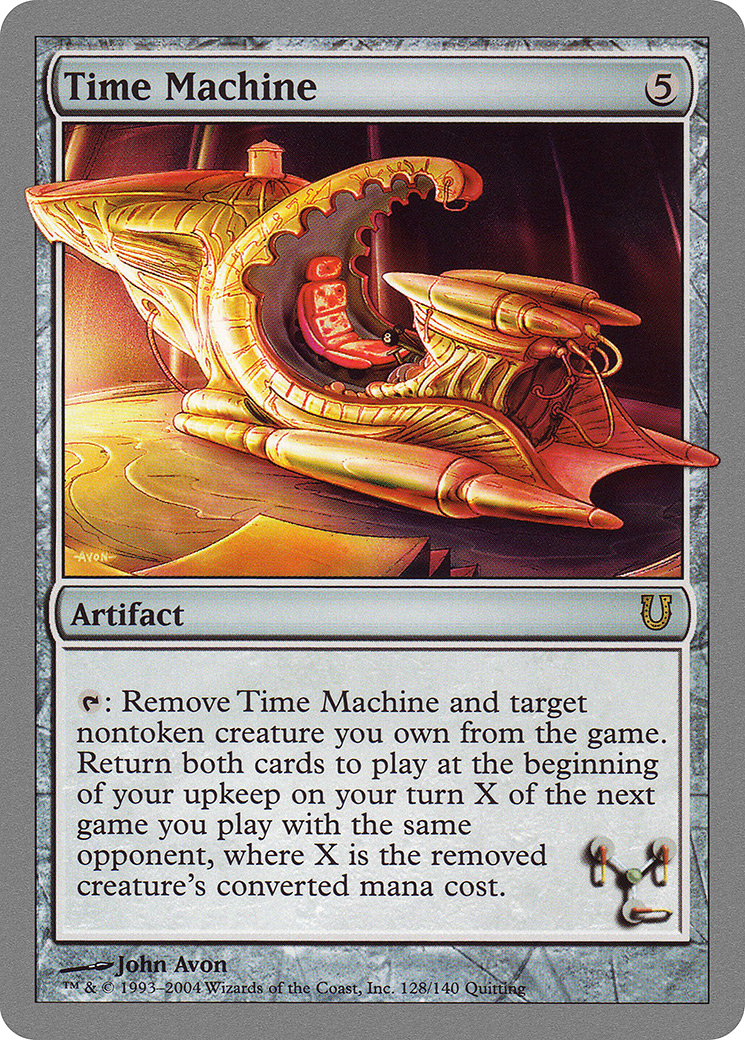 Time Machine 5
8
-AVON-
Artifact
: Remove Time Machine and target
nontoken creature you own from the game.
Return both cards to play at the beginning
of your upkeep on your turn X of the next
game you play with the same
opponent, where X is the removed
creature's converted mana cost.
John Avon
™ & © 1993–2004 Wizards of the Coast, Inc. 128/140 Quitting